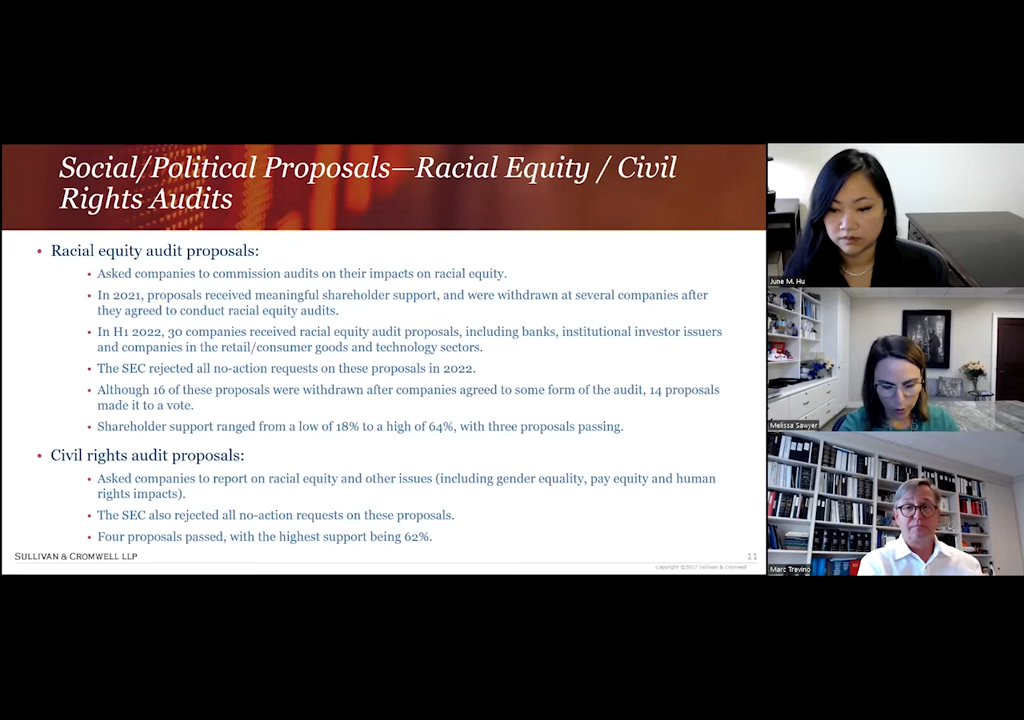 Social/Political Proposals—Racial Equity / Civil
Rights Audits
• Racial equity audit proposals:
• Asked companies to commission audits on their impacts on racial equity.
• In 2021, proposals received meaningful shareholder support, and were withdrawn at several companies after
they agreed to conduct racial equity audits.
• In H1 2022, 30 companies received racial equity audit proposals, including banks, institutional investor issuers
and companies in the retail/consumer goods and technology sectors.
• The SEC rejected all no-action requests on these proposals in 2022.
• Although 16 of these proposals were withdrawn after companies agreed to some form of the audit, 14 proposals
made it to a vote.
• Shareholder support ranged from a low of 18% to a high of 64%, with three proposals passing.
• Civil rights audit proposals:
• Asked companies to report on racial equity and other issues (including gender equality, pay equity and human
rights impacts).
• The SEC also rejected all no-action requests on these proposals.
• Four proposals passed, with the highest support being 62%.
SULLIVAN & CROMWELL LLP
11
Copyright ©2022 Sullivan & Cromwell
June M. Hu
Melissa Sawyer
Marc Trevino